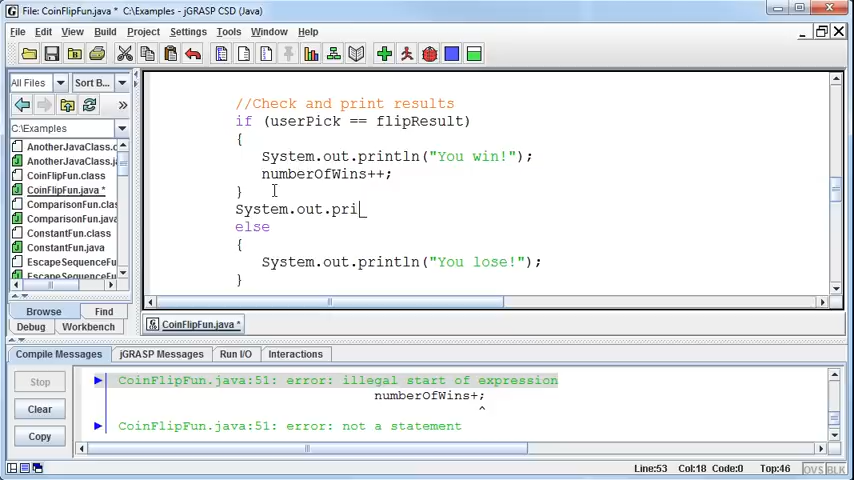 File: CoinFlipFun.java * C:\Examples - jGRASP CSD (Java)
File Edit View Build Project Settings Tools Window Help
All Files Sort B...
C:\Examples
AnotherJavaClass.class
AnotherJavaClass.java
CoinFlipFun.class
CoinFlipFun.java *
ComparisonFun.clas
ComparisonFun.java
ConstantFun.class
ConstantFun.java
EscapeSequenceFu
Browse Find
Debug Workbench
//Check and print results
if (userPick == flipResult)
{
System.out.println("You win!");
numberOfWins++;
}
System.out.pri
else
{
System.out.println("You lose!");
}
CoinFlipFun.java *
Compile Messages jGRASP Messages Run I/O Interactions
Stop
Clear
Copy
CoinFlipFun.java:51: error: illegal start of expression
numberOfWins+;
^
CoinFlipFun.java:51: error: not a statement
Line:53 Col:18 Code:0 Top:46 OVS BLK